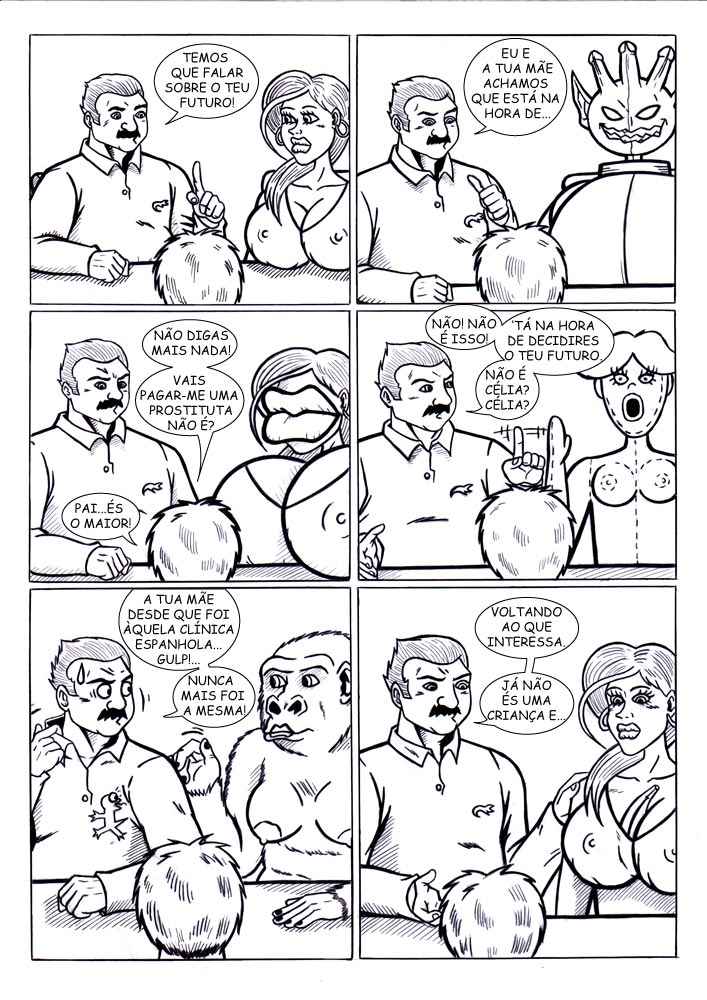 TEMOS
QUE FALAR
SOBRE O TEU
FUTURO!
EU E
A TUA MÃE
ACHAMOS
QUE ESTÁ NA
HORA DE...
NÃO DIGAS
MAIS NADA!
VAIS
PAGAR-ME UMA
PROSTITUTA
NÃO É?
PAI...ÉS
O MAIOR!
NÃO! NÃO
É ISSO!
'TÁ NA HORA
DE DECIDIRES
O TEU FUTURO.
NÃO É
CÉLIA?
CÉLIA?
A TUA MÃE
DESDE QUE FOI
ÀQUELA CLÍNICA
ESPANHOLA...
GULP!...
NUNCA
MAIS FOI
A MESMA!
VOLTANDO
AO QUE
INTERESSA.
JÁ NÃO
ÉS UMA
CRIANÇA E...